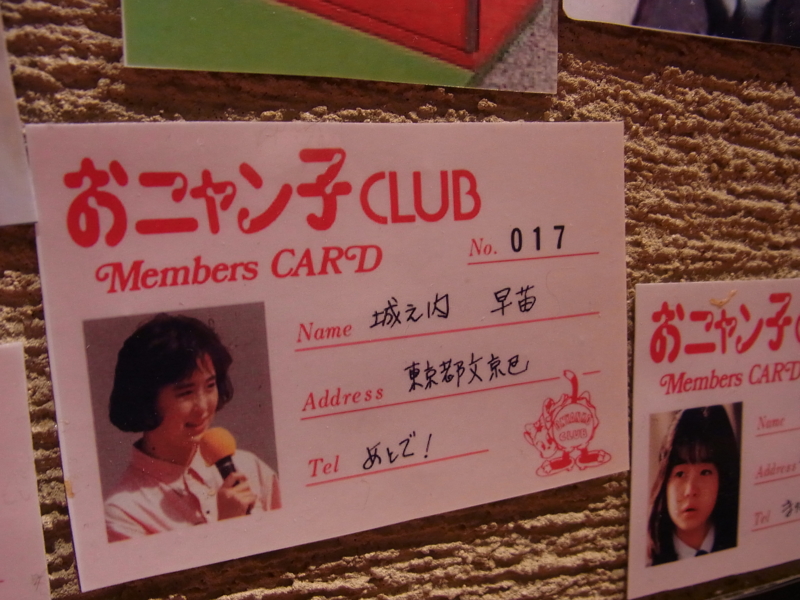 おニャン子CLUB
Members CARD
No. 017
Name 城之内 早苗
Address 東京都文京区
Tel あとで!
おニャン子
Members CARD
Name
Address
Tel